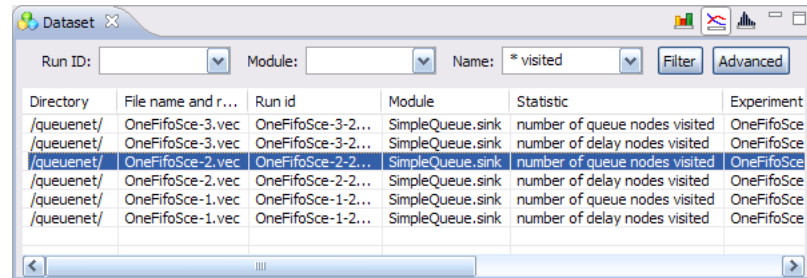 Dataset
Run ID: Module: Name: * visited Filter Advanced
Directory File name and r... Run id Module Statistic Experiment
/queuenet/ OneFifoSce-3.vec OneFifoSce-3-2... SimpleQueue.sink number of queue nodes visited OneFifoSce
/queuenet/ OneFifoSce-3.vec OneFifoSce-3-2... SimpleQueue.sink number of delay nodes visited OneFifoSce
/queuenet/ OneFifoSce-2.vec OneFifoSce-2-2... SimpleQueue.sink number of queue nodes visited OneFifoSce
/queuenet/ OneFifoSce-2.vec OneFifoSce-2-2... SimpleQueue.sink number of delay nodes visited OneFifoSce
/queuenet/ OneFifoSce-1.vec OneFifoSce-1-2... SimpleQueue.sink number of queue nodes visited OneFifoSce
/queuenet/ OneFifoSce-1.vec OneFifoSce-1-2... SimpleQueue.sink number of delay nodes visited OneFifoSce